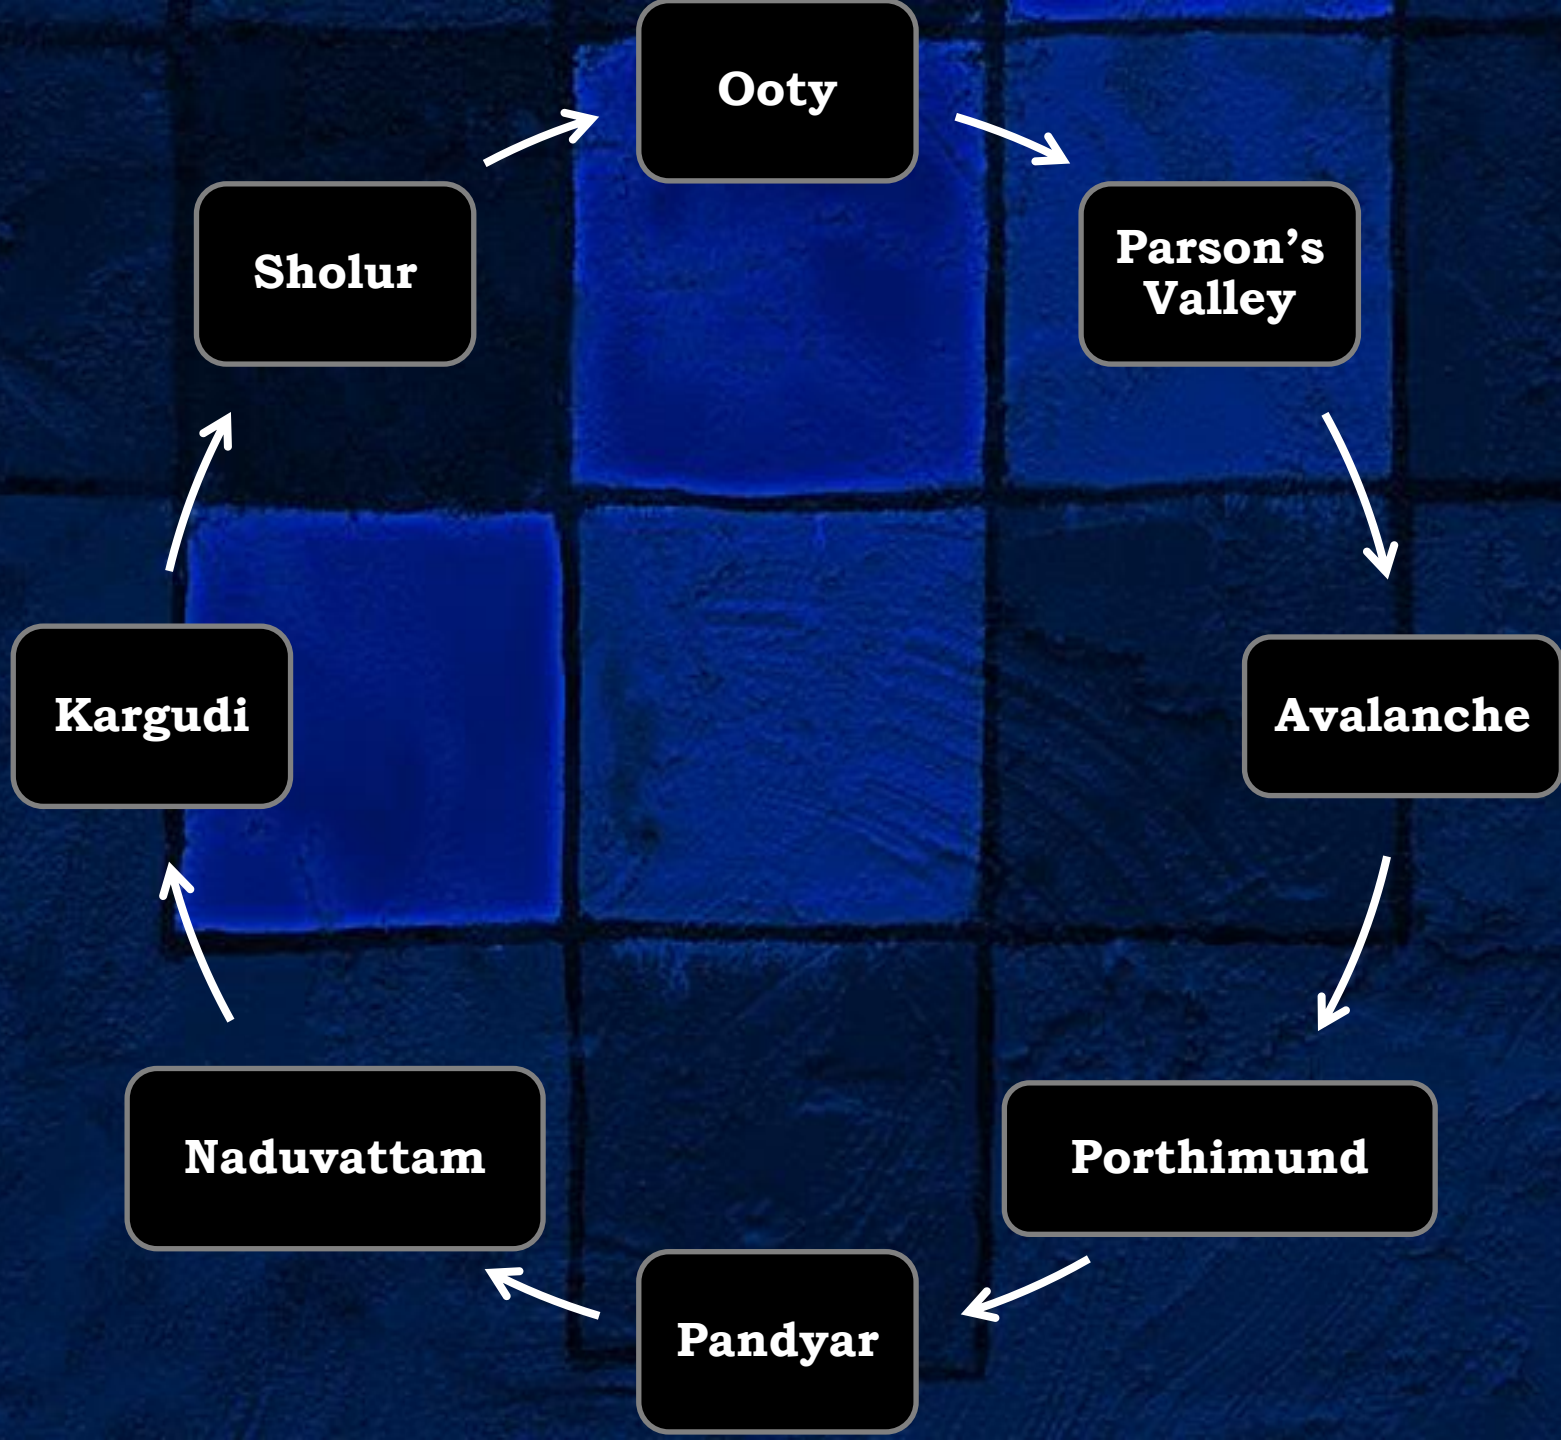 Ooty
Parson’s
Valley
Avalanche
Porthimund
Pandyar
Naduvattam
Kargudi
Sholur